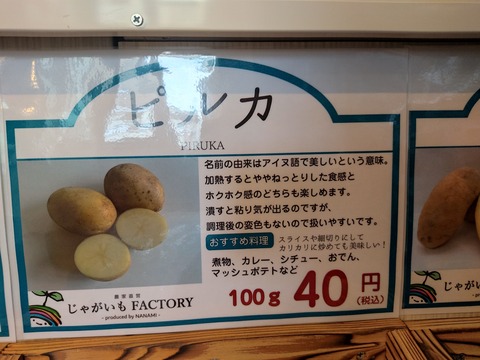 ピルカ
PIRUKA
名前の由来はアイヌ語で美しいという意味。
加熱するとややねっとりした食感と
ホクホク感のどちらも楽しめます。
潰すと粘り気が出るのですが、
調理後の変色もないので扱いやすいです。
おすすめ料理 スライスや細切りにして
カリカリに炒めても美味しい!
煮物、カレー、シチュー、おでん、
マッシュポテトなど
100g 40円(税込)
農家直営
じゃがいも FACTORY
- produced by NANAMI -
じゃがいも